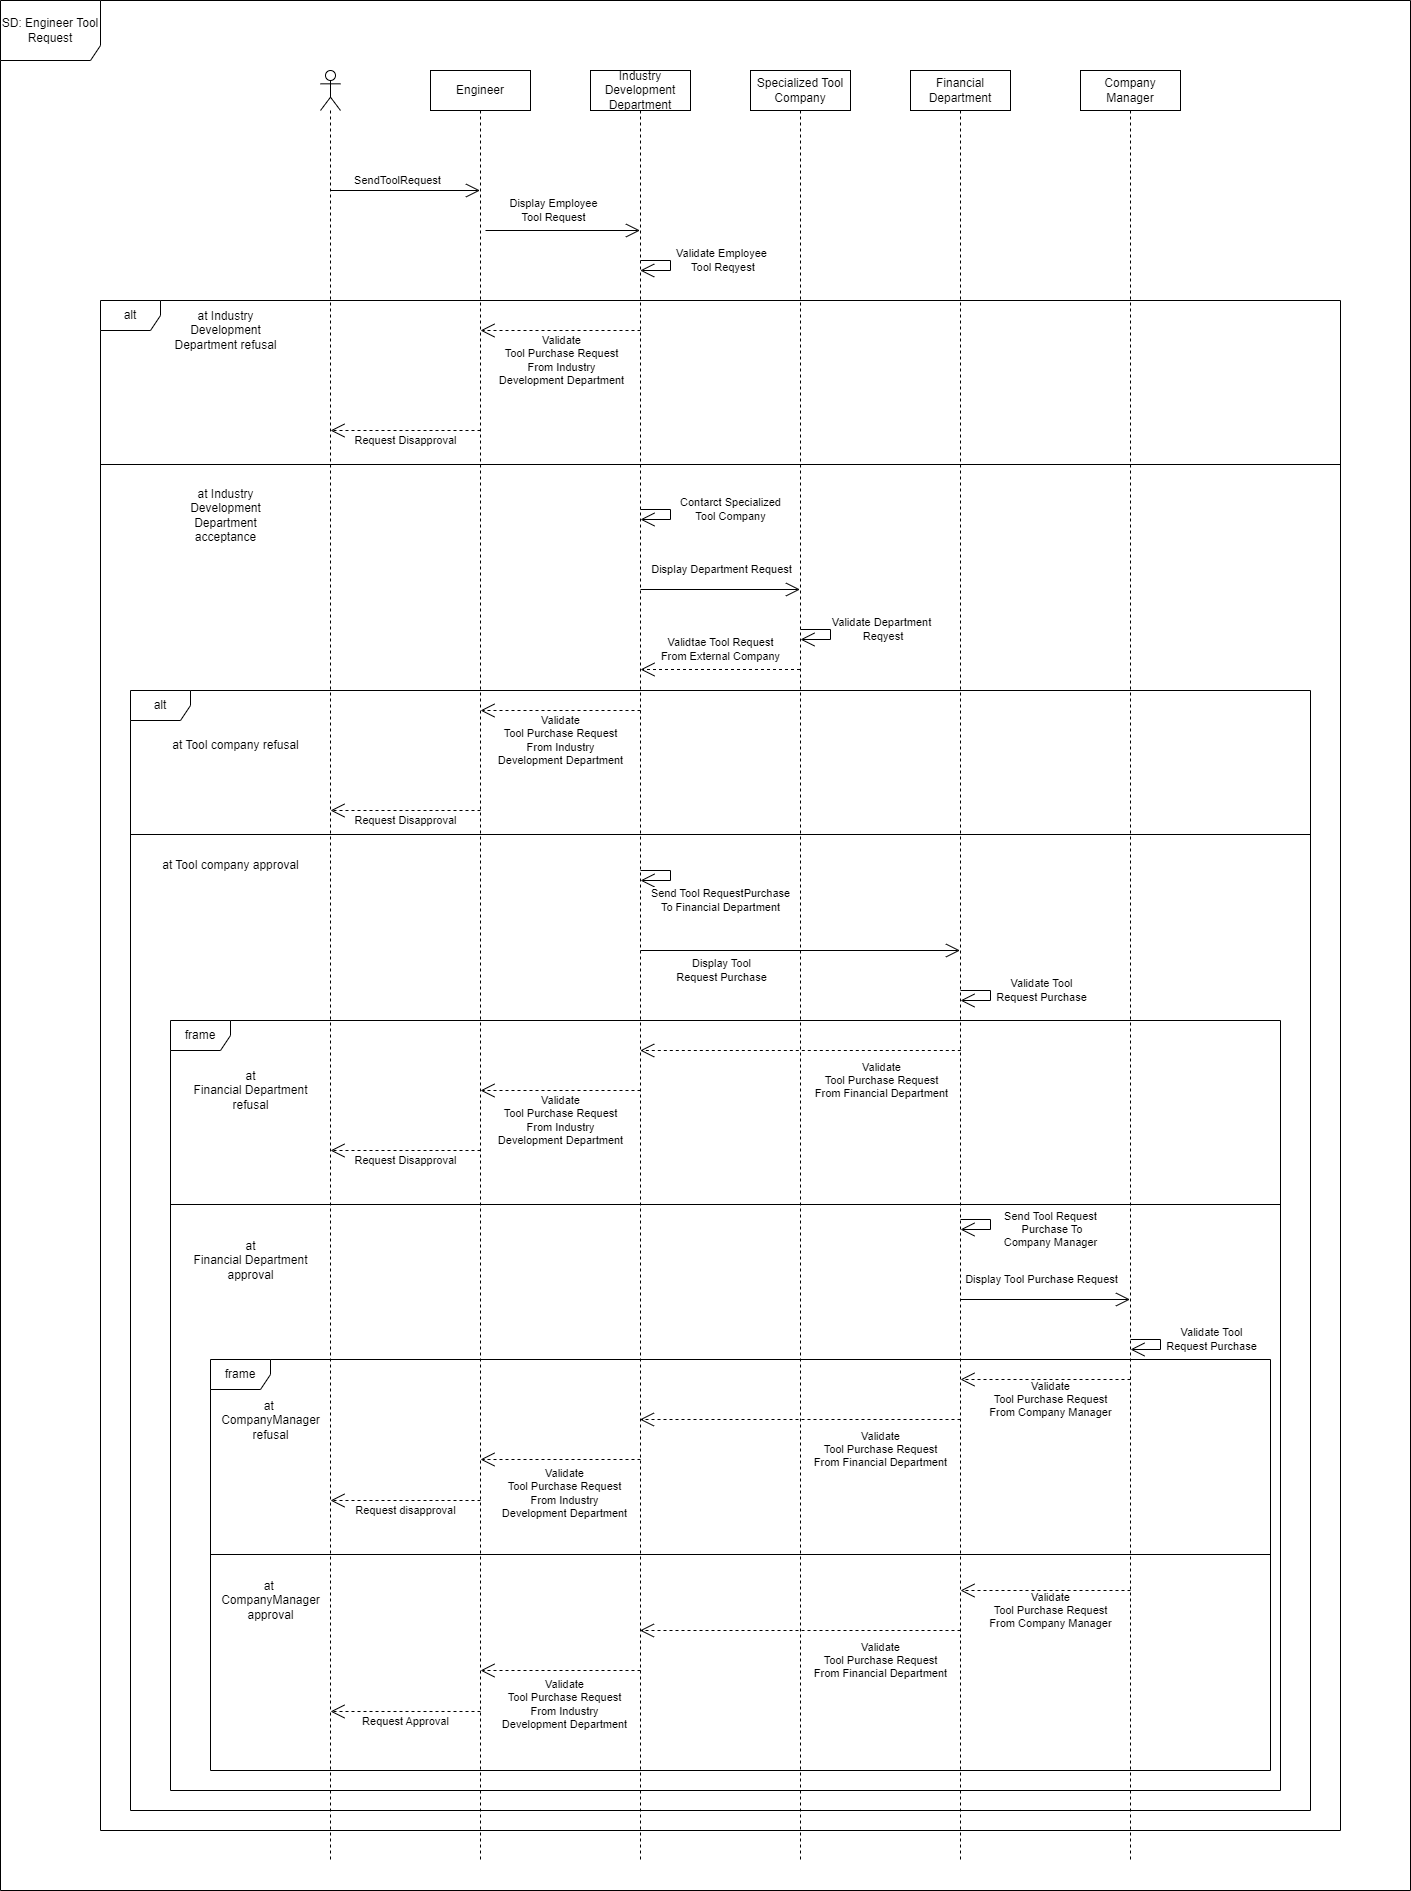 SD: Engineer Tool
Request
Engineer
Industry
Development
Department
Specialized Tool
Company
Financial
Department
Company
Manager
SendToolRequest
Display Employee
Tool Request
Validate Employee
Tool Reqyest
alt
at Industry
Development
Department refusal
Validate
Tool Purchase Request
From Industry
Development Department
Request Disapproval
at Industry
Development
Department
acceptance
Contarct Specialized
Tool Company
Display Department Request
Validate Department
Reqyest
Validtae Tool Request
From External Company
alt
at Tool company refusal
Validate
Tool Purchase Request
From Industry
Development Department
Request Disapproval
at Tool company approval
Send Tool RequestPurchase
To Financial Department
Display Tool
Request Purchase
Validate Tool
Request Purchase
frame
at
Financial Department
refusal
Validate
Tool Purchase Request
From Financial Department
Validate
Tool Purchase Request
From Industry
Development Department
Request Disapproval
at
Financial Department
approval
Send Tool Request
Purchase To
Company Manager
Display Tool Purchase Request
Validate Tool
Request Purchase
frame
at
CompanyManager
refusal
Validate
Tool Purchase Request
From Company Manager
Validate
Tool Purchase Request
From Financial Department
Validate
Tool Purchase Request
From Industry
Development Department
Request disapproval
at
CompanyManager
approval
Validate
Tool Purchase Request
From Company Manager
Validate
Tool Purchase Request
From Financial Department
Validate
Tool Purchase Request
From Industry
Development Department
Request Approval